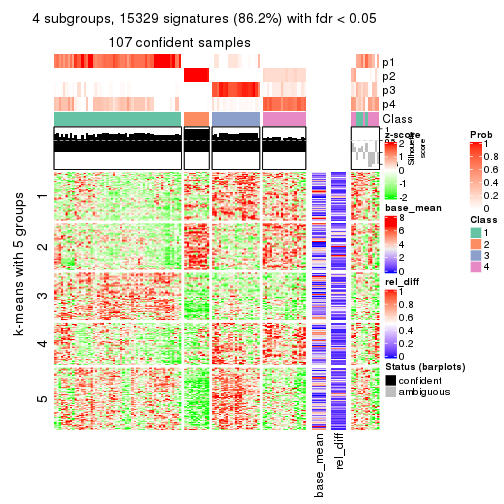 4 subgroups, 15329 signatures (86.2%) with fdr < 0.05
107 confident samples
p1
p2
p3
p4
Class
1
0
Silhouette
score
k-means with 5 groups
1
2
3
4
5
base_mean
rel_diff
z-score
2
1
0
-1
-2
base_mean
8
6
4
2
0
rel_diff
1
0.8
0.6
0.4
0.2
0
Status (barplots)
confident
ambiguous
Prob
1
0.8
0.6
0.4
0.2
0
Class
1
2
3
4